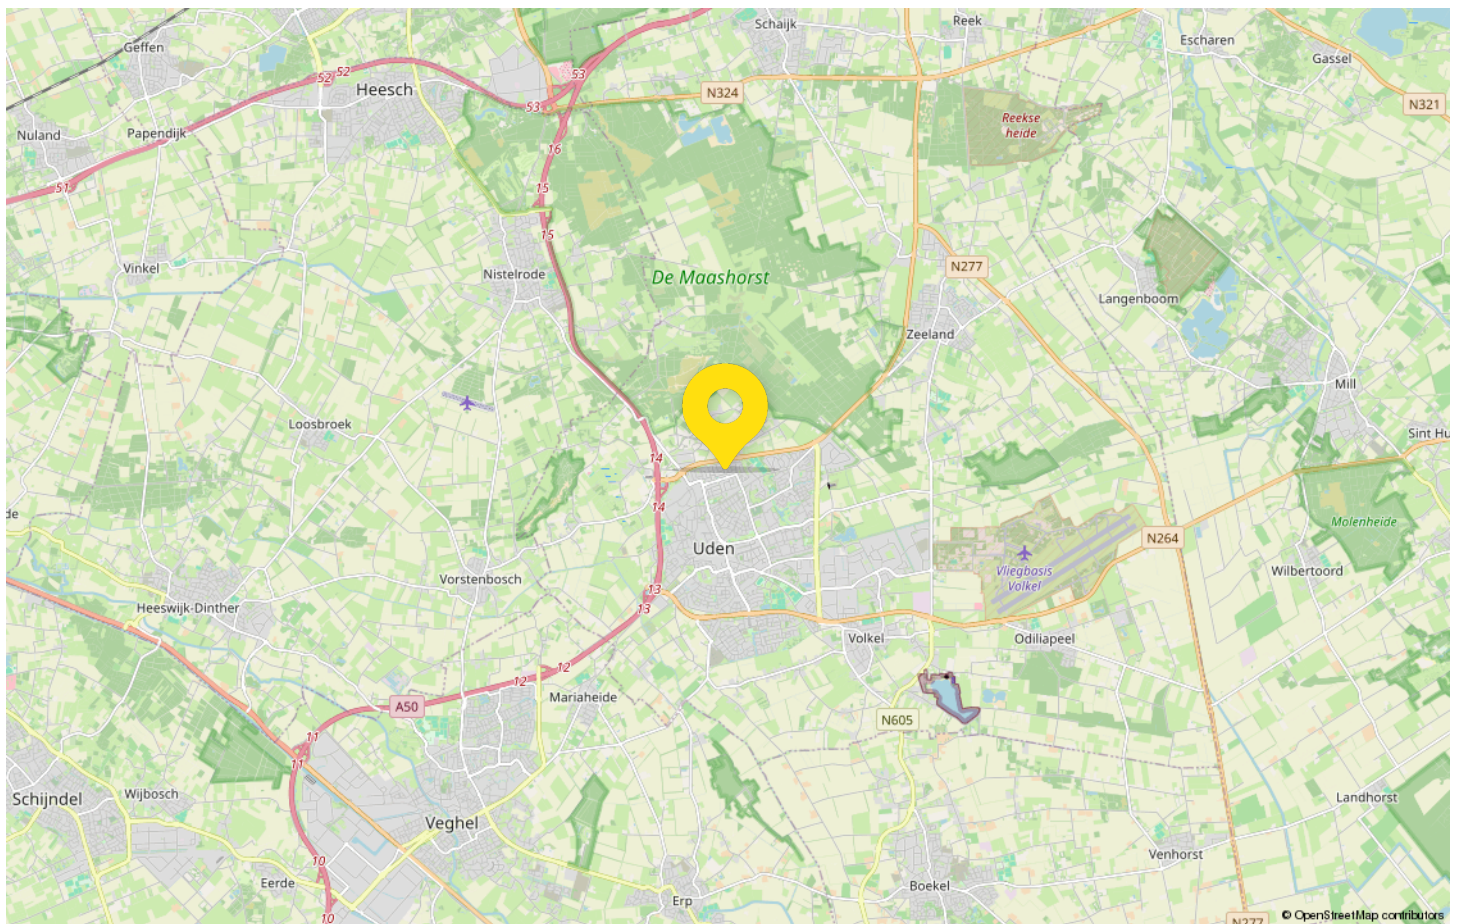 Schaijk
Reek
Geffen
Escharen
Gassel
52
52
53
Heesch
N324
N321
53
Reekse
heide
Nuland
Papendijk
16
51
15
15
Vinkel
Nistelrode
De Maashorst
N277
Langenboom
Zeeland
Mill
Loosbroek
Sint Hu
14
14
de
Uden
N264
Molenheide
Vliegbasis
Volkel
Vorstenbosch
Wilbertoord
13
13
Heeswijk-Dinther
Volkel
Odiliapeel
12
12
Mariaheide
A50
N605
11
11
Schijndel
Wijbosch
Landhorst
Veghel
10
Venhorst
Eerde
Boekel
Erp
10
N277
© OpenStreetMap contributors